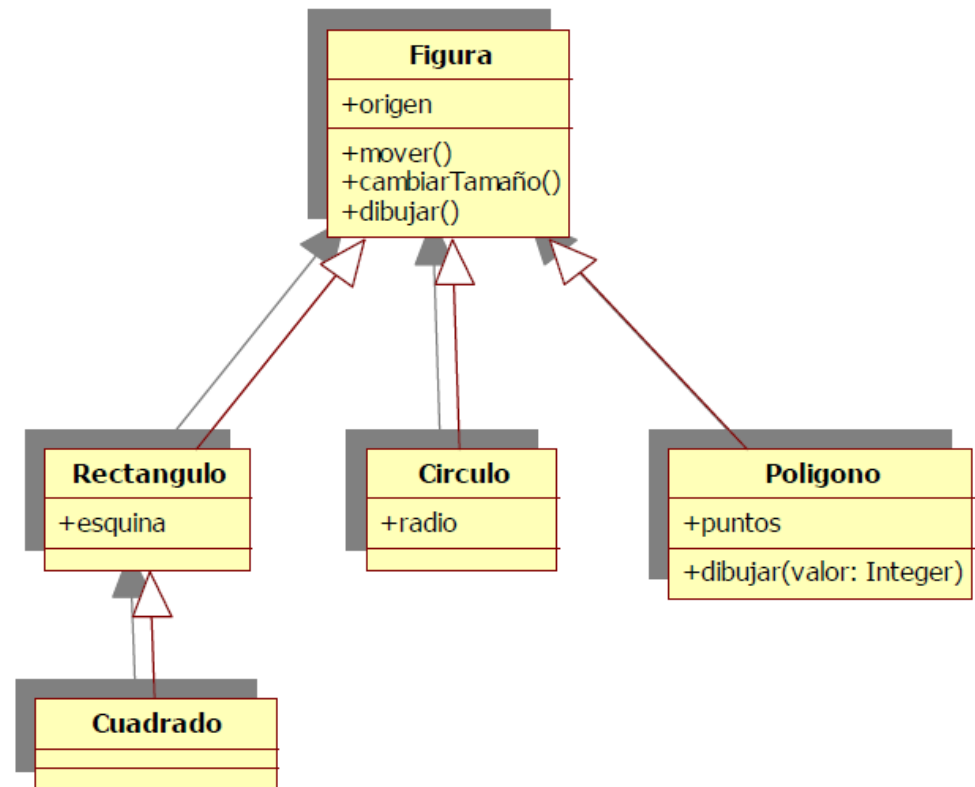 Figura
+origen
+mover()
+cambiarTamaño()
+dibujar()
Rectangulo
+esquina
Circulo
+radio
Poligono
+puntos
+dibujar(valor: Integer)
Cuadrado